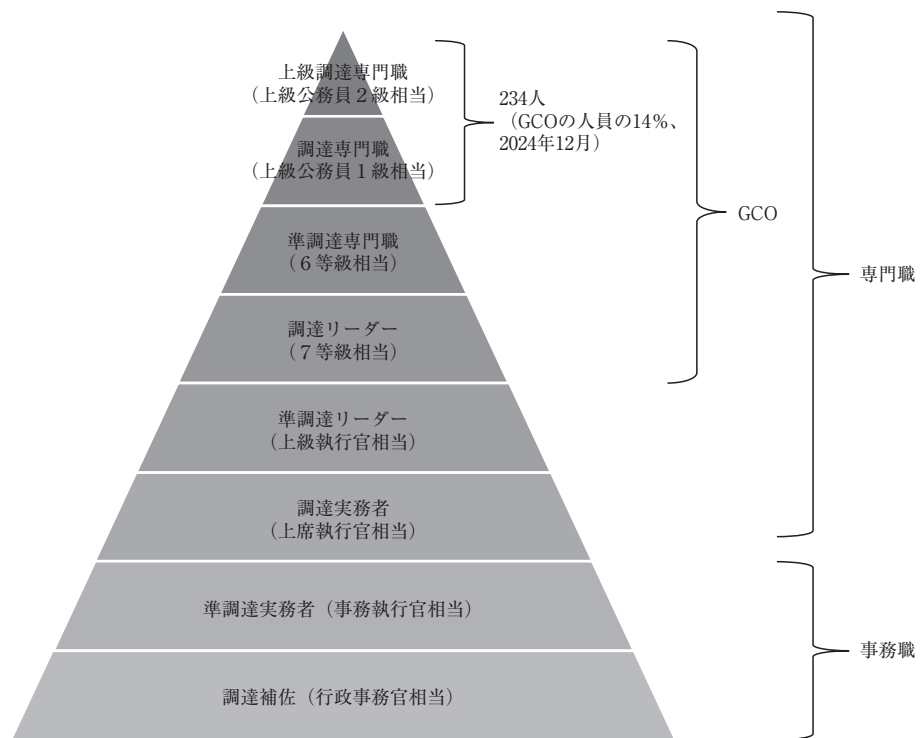 上級調達専門職
（上級公務員２級相当）
調達専門職
（上級公務員１級相当）
準調達専門職
（６等級相当）
調達リーダー
（７等級相当）
準調達リーダー
（上級執行官相当）
調達実務者
（上席執行官相当）
準調達実務者（事務執行官相当）
調達補佐（行政事務官相当）
234人
（GCOの人員の14%、
2024年12月）
GCO
専門職
事務職